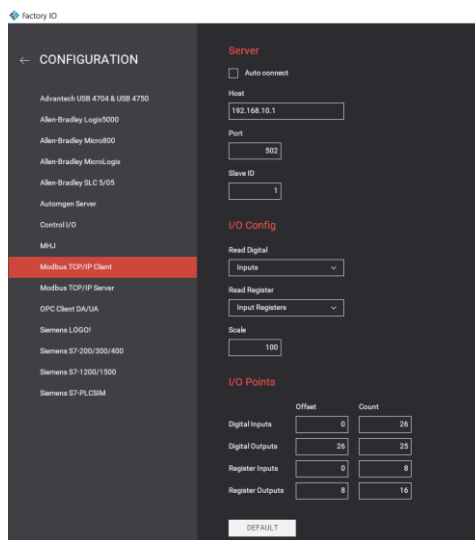 Factory IO
← CONFIGURATION
Advantech USB 4704 & USB 4750
Allen-Bradley Logix5000
Allen-Bradley Micro800
Allen-Bradley MicroLogix
Allen-Bradley SLC 5/05
Automgen Server
Control I/O
MHJ
Modbus TCP/IP Client
Modbus TCP/IP Server
OPC Client DA/UA
Siemens LOGO!
Siemens S7-200/300/400
Siemens S7-1200/1500
Siemens S7-PLCSIM
Server
Auto connect
Host
192.168.10.1
Port
502
Slave ID
1
I/O Config
Read Digital
Inputs
Read Register
Input Registers
Scale
100
I/O Points
Offset Count
Digital Inputs 0 26
Digital Outputs 26 25
Register Inputs 0 8
Register Outputs 8 16
DEFAULT